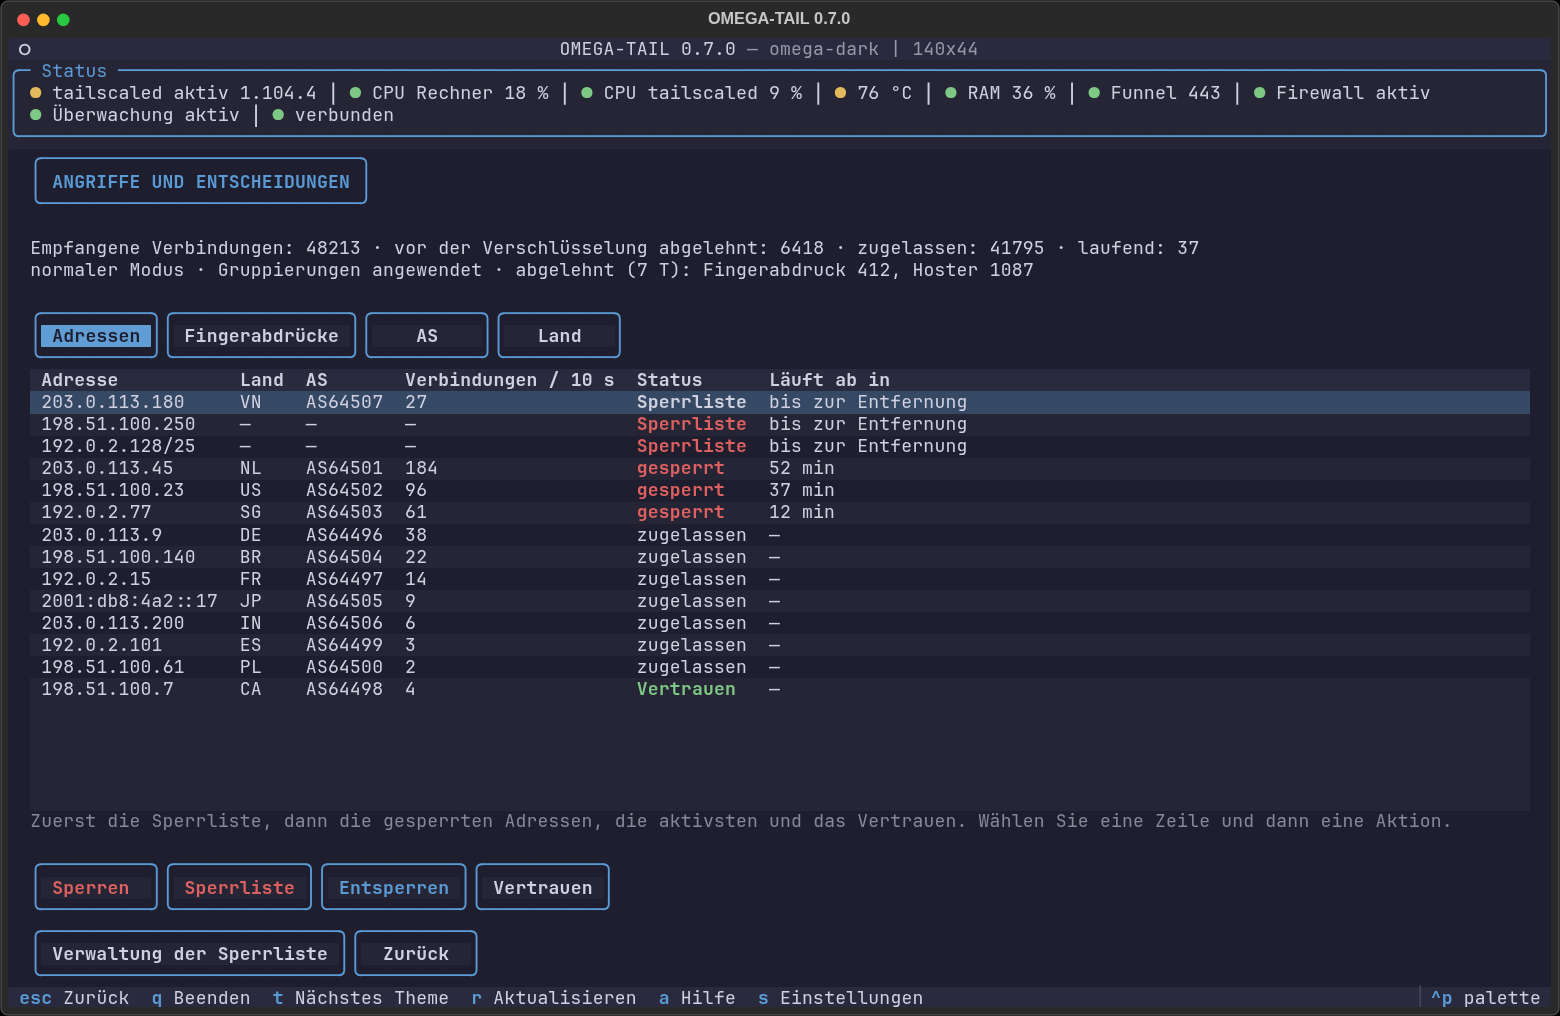 OMEGA-TAIL 0.7.0
O OMEGA-TAIL 0.7.0 — omega-dark | 140x44
Status
● tailscaled aktiv 1.104.4 │ ● CPU Rechner 18 % │ ● CPU tailscaled 9 % │ ● 76 °C │ ● RAM 36 % │ ● Funnel 443 │ ● Firewall aktiv
● Überwachung aktiv │ ● verbunden
ANGRIFFE UND ENTSCHEIDUNGEN
Empfangene Verbindungen: 48213 · vor der Verschlüsselung abgelehnt: 6418 · zugelassen: 41795 · laufend: 37
normaler Modus · Gruppierungen angewendet · abgelehnt (7 T): Fingerabdruck 412, Hoster 1087
Adressen Fingerabdrücke AS Land
Adresse Land AS Verbindungen / 10 s Status Läuft ab in
203.0.113.180 VN AS64507 27 Sperrliste bis zur Entfernung
198.51.100.250 — — — Sperrliste bis zur Entfernung
192.0.2.128/25 — — — Sperrliste bis zur Entfernung
203.0.113.45 NL AS64501 184 gesperrt 52 min
198.51.100.23 US AS64502 96 gesperrt 37 min
192.0.2.77 SG AS64503 61 gesperrt 12 min
203.0.113.9 DE AS64496 38 zugelassen —
198.51.100.140 BR AS64504 22 zugelassen —
192.0.2.15 FR AS64497 14 zugelassen —
2001:db8:4a2::17 JP AS64505 9 zugelassen —
203.0.113.200 IN AS64506 6 zugelassen —
192.0.2.101 ES AS64499 3 zugelassen —
198.51.100.61 PL AS64500 2 zugelassen —
198.51.100.7 CA AS64498 4 Vertrauen —
Zuerst die Sperrliste, dann die gesperrten Adressen, die aktivsten und das Vertrauen. Wählen Sie eine Zeile und dann eine Aktion.
Sperren Sperrliste Entsperren Vertrauen
Verwaltung der Sperrliste Zurück
esc Zurück q Beenden t Nächstes Theme r Aktualisieren a Hilfe s Einstellungen ^p palette